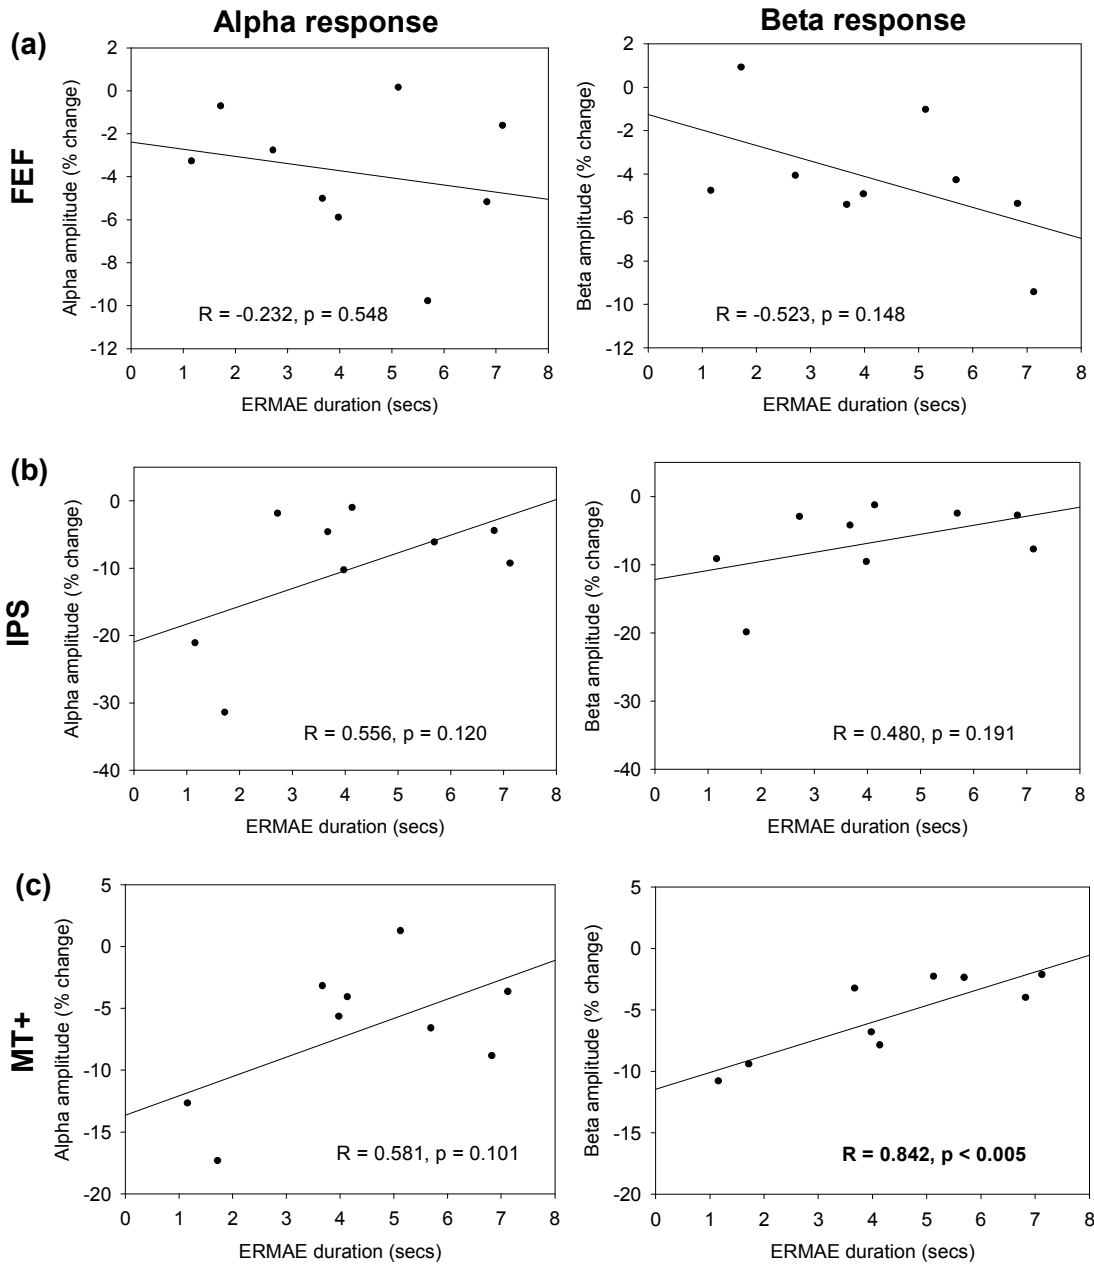 Alpha response
Beta response
(a)
FEF
Alpha amplitude (% change)
2
0
-2
-4
-6
-8
-10
-12
R = -0.232, p = 0.548
0 1 2 3 4 5 6 7 8
ERMAE duration (secs)
Beta amplitude (% change)
2
0
-2
-4
-6
-8
-10
-12
R = -0.523, p = 0.148
0 1 2 3 4 5 6 7 8
ERMAE duration (secs)
(b)
IPS
Alpha amplitude (% change)
0
-10
-20
-30
-40
R = 0.556, p = 0.120
0 1 2 3 4 5 6 7 8
ERMAE duration (secs)
Beta amplitude (% change)
0
-10
-20
-30
-40
R = 0.480, p = 0.191
0 1 2 3 4 5 6 7 8
ERMAE duration (secs)
(c)
MT+
Alpha amplitude (% change)
5
0
-5
-10
-15
-20
R = 0.581, p = 0.101
0 1 2 3 4 5 6 7 8
ERMAE duration (secs)
Beta amplitude (% change)
5
0
-5
-10
-15
-20
R = 0.842, p < 0.005
0 1 2 3 4 5 6 7 8
ERMAE duration (secs)